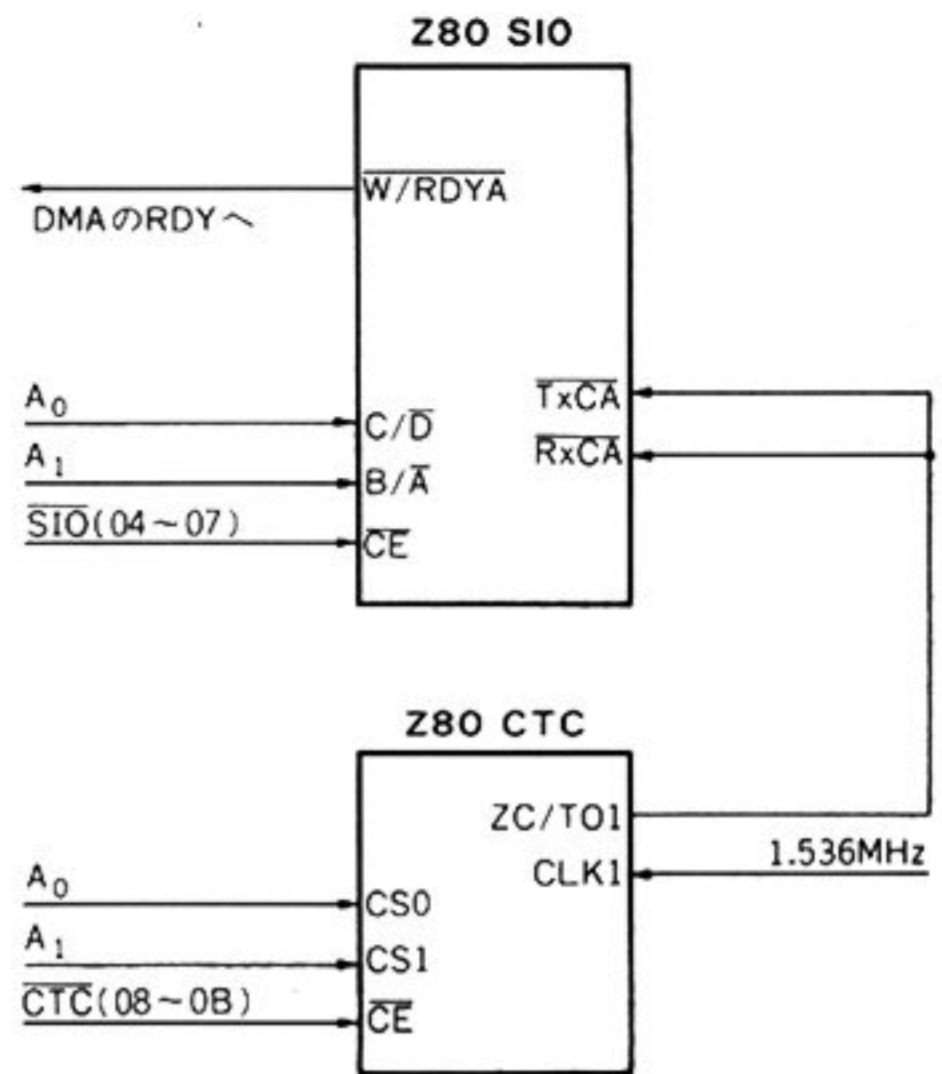 Z80 SIO
W/RDYA
DMAのRDYへ
A0
C/D
TxCA
A1
B/A
RxCA
SIO(04~07)
CE
Z80 CTC
ZC/TO1
CLK1
1.536MHz
A0
CS0
A1
CS1
CTC(08~0B)
CE